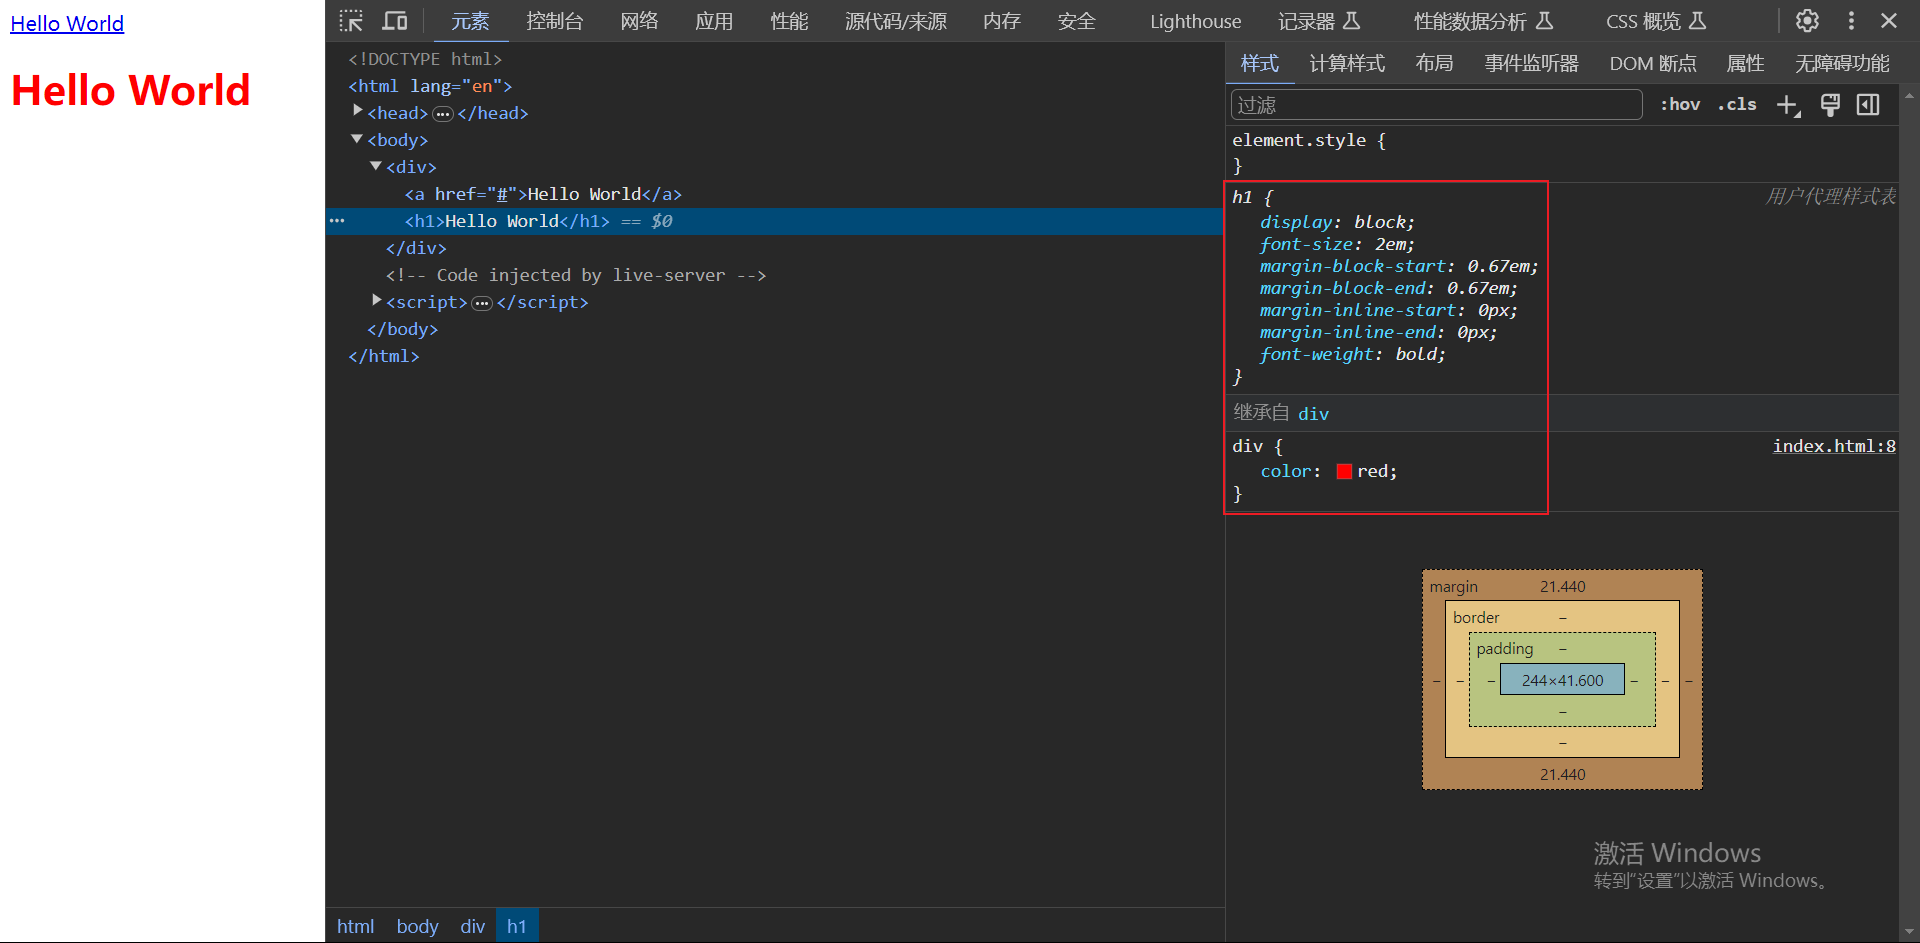 Hello World
Hello World
元素 控制台 网络 应用 性能 源代码/来源 内存 安全 Lighthouse 记录器 性能数据分析 CSS 概览
<!DOCTYPE html>
<html lang="en">
<head>…</head>
<body>
<div>
<a href="#">Hello World</a>
<h1>Hello World</h1> == $0
</div>
<!-- Code injected by live-server -->
<script>…</script>
</body>
</html>
html body div h1
样式 计算样式 布局 事件监听器 DOM 断点 属性 无障碍功能
过滤 :hov .cls
element.style {
}
h1 { 用户代理样式表
display: block;
font-size: 2em;
margin-block-start: 0.67em;
margin-block-end: 0.67em;
margin-inline-start: 0px;
margin-inline-end: 0px;
font-weight: bold;
}
继承自 div
div { index.html:8
color: red;
}
margin 21.440
border –
padding –
– – – 244×41.600 – – –
–
–
21.440
激活 Windows
转到“设置”以激活 Windows。